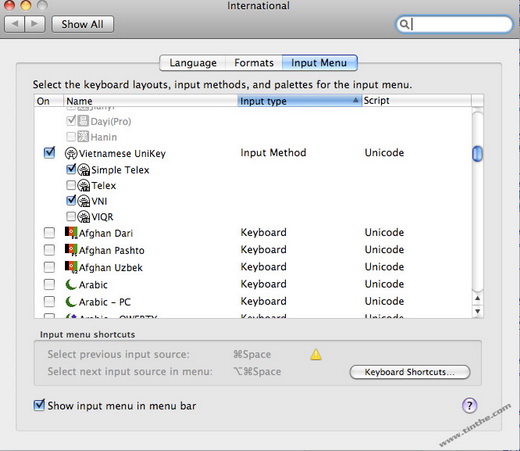 International
Show All
Language Formats Input Menu
Select the keyboard layouts, input methods, and palettes for the input menu.
On Name Input type Script
Dayi(Pro)
Hanin
Vietnamese UniKey Input Method Unicode
Simple Telex
Telex
VNI
VIQR
Afghan Dari Keyboard Unicode
Afghan Pashto Keyboard Unicode
Afghan Uzbek Keyboard Unicode
Arabic Keyboard Unicode
Arabic - PC Keyboard Unicode
Arabic - QWERTY Keyboard Unicode
Input menu shortcuts
Select previous input source: ⌘Space
Select next input source in menu: ⌥⌘Space Keyboard Shortcuts...
Show input menu in menu bar ?
www.tinthe.com